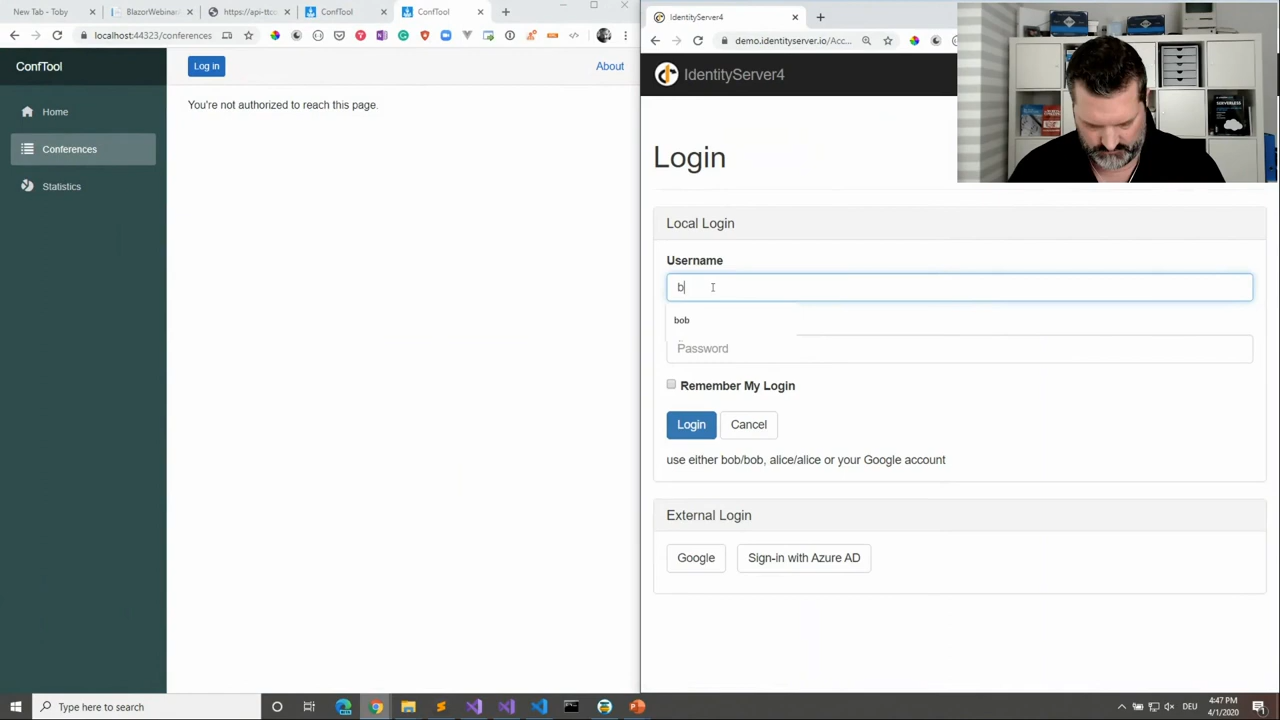 New Tab - Toby
BlazorWebinar
https://api-ttcc
ConfTool
ConfTool
localhost:44323/conferences
ConfTool
Log in
About
Home
Conferences
Statistics
You're not authorized to reach this page.
IdentityServer4
demo.identityserver.io/Acc...
IdentityServer4
SERVERLESS
Login
Local Login
Username
b
bob
Password
Remember My Login
Login
Cancel
use either bob/bob, alice/alice or your Google account
External Login
Google
Sign-in with Azure AD
Type here to search
DEU
4:47 PM
4/1/2020
1